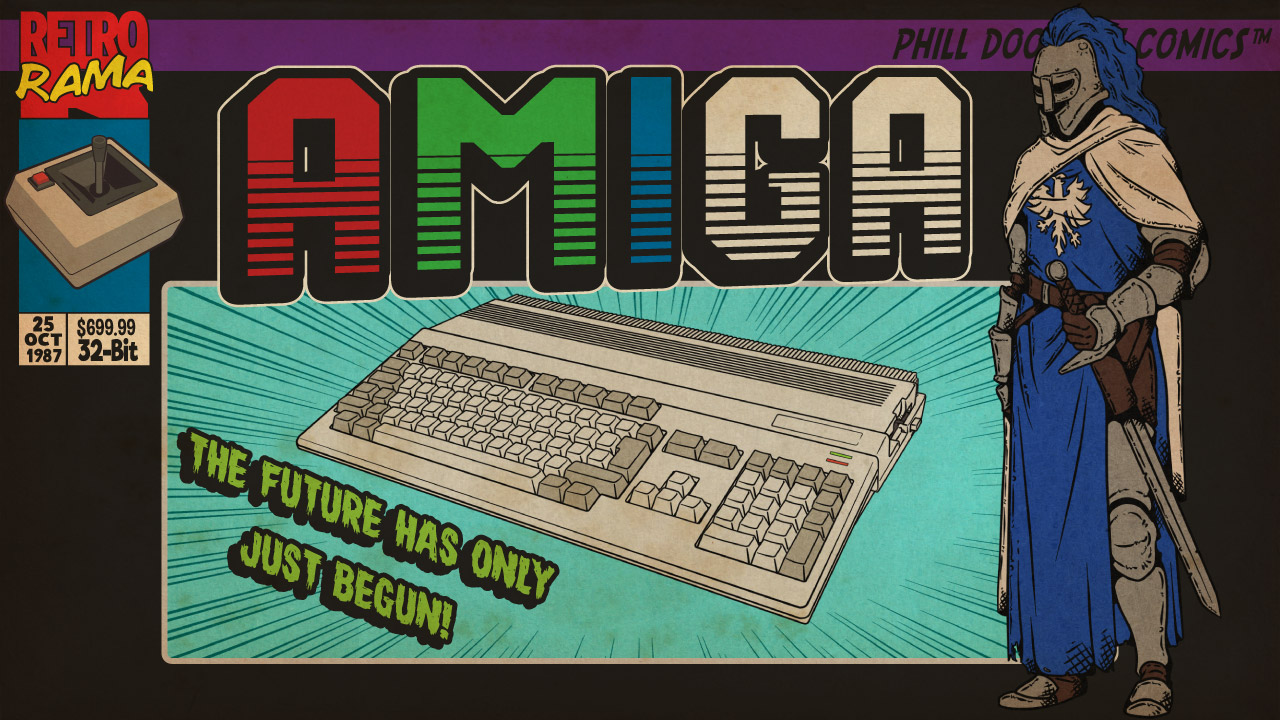 RETRO
RAMA
PHILL COMICS™
AMIGA
25
OCT
1987
$699.99
32-Bit
THE FUTURE HAS ONLY
JUST BEGUN!